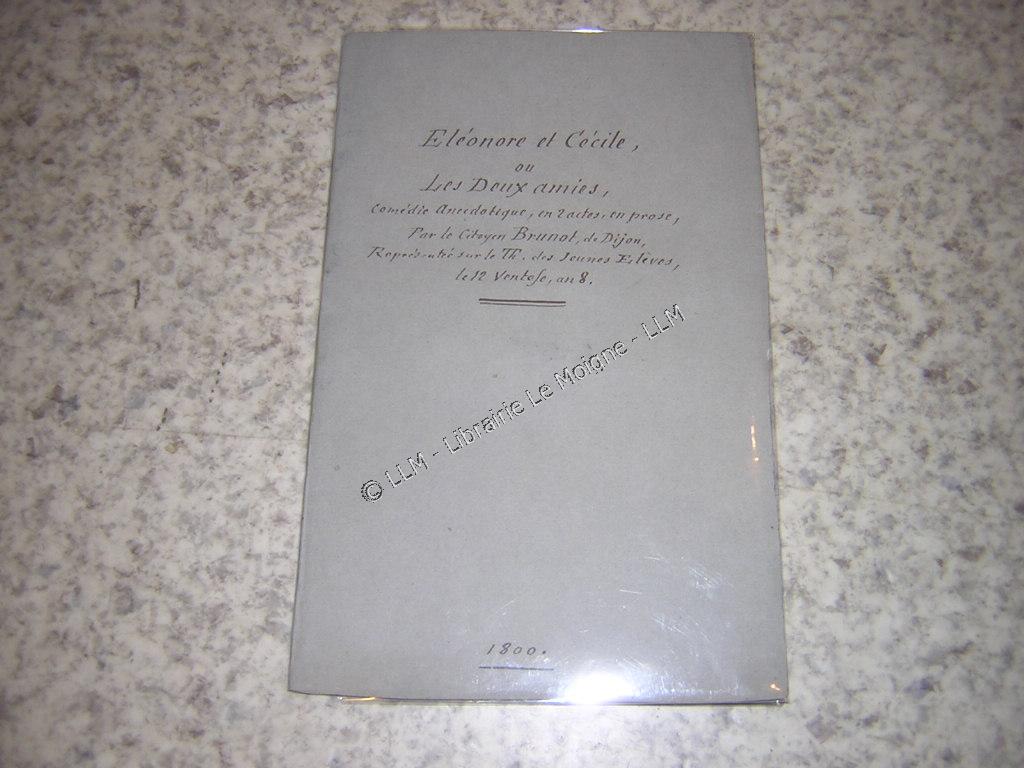 Eléonore et Cécile,
ou
Les Deux amies,
Comédie Anecdotique, en 2 actes, en prose,
Par le Citoyen Brunot, de Dijon,
Représentée sur le Th. des Jeunes Elèves,
le 12 Ventose, an 8.
© LLM - Librairie Le Moigne - LLM
1800.